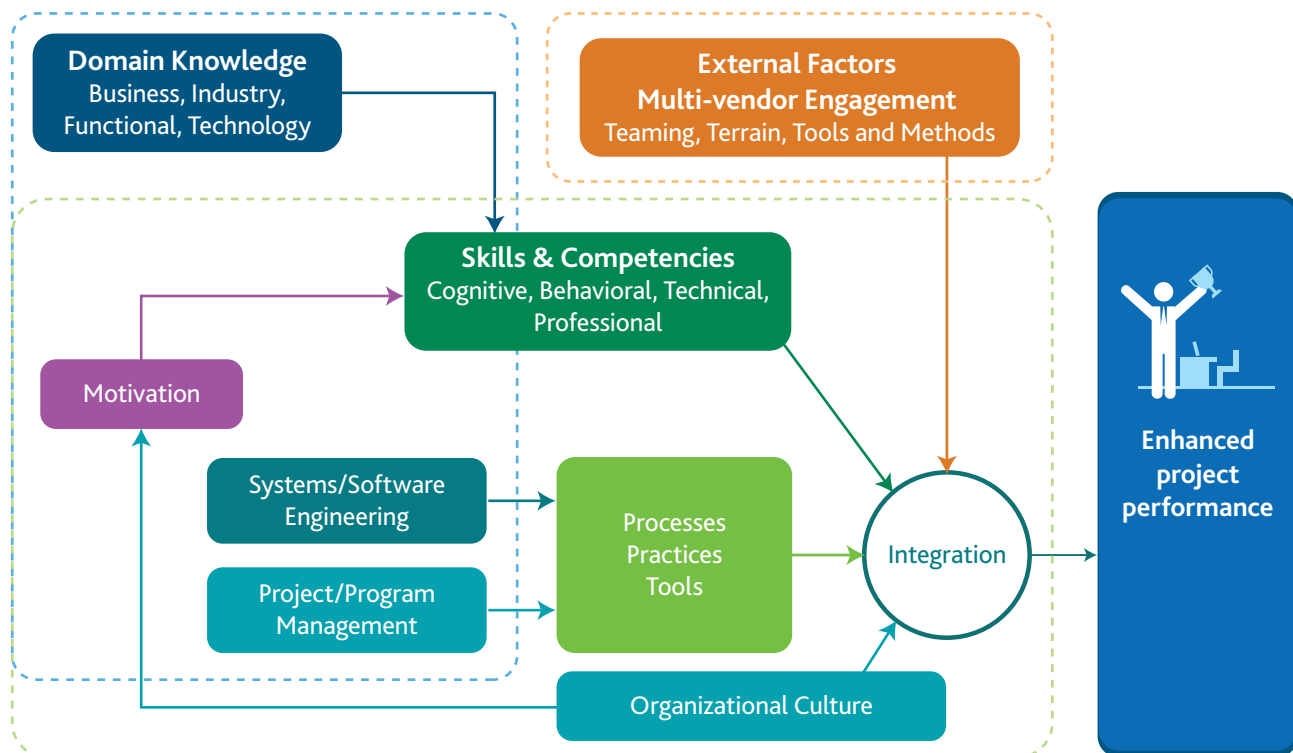 Domain Knowledge
Business, Industry,
Functional, Technology
External Factors
Multi-vendor Engagement
Teaming, Terrain, Tools and Methods
Skills & Competencies
Cognitive, Behavioral, Technical,
Professional
Motivation
Systems/Software
Engineering
Project/Program
Management
Processes
Practices
Tools
Integration
Organizational Culture
Enhanced
project
performance